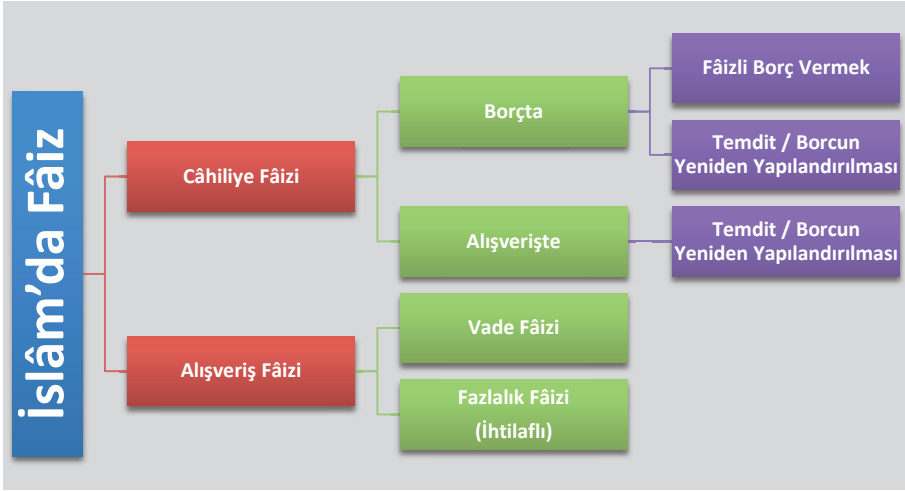 İslâm’da Fâiz
Câhiliye Fâizi
Borçta
Fâizli Borç Vermek
Temdit / Borcun
Yeniden Yapılandırılması
Alışverişte
Temdit / Borcun
Yeniden Yapılandırılması
Alışveriş Fâizi
Vade Fâizi
Fazlalık Fâizi
(İhtilaflı)